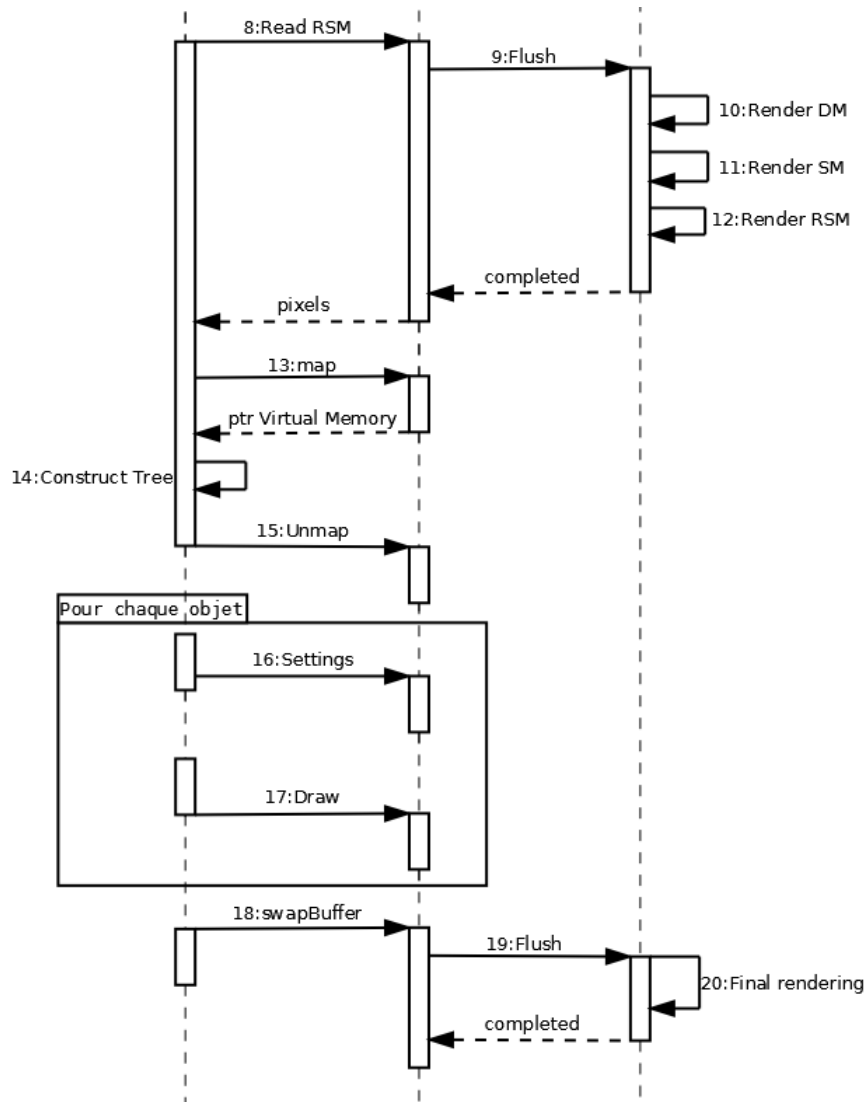 8:Read RSM
9:Flush
10:Render DM
11:Render SM
12:Render RSM
completed
pixels
13:map
ptr Virtual Memory
14:Construct Tree
15:Unmap
Pour chaque objet
16:Settings
17:Draw
18:swapBuffer
19:Flush
20:Final rendering
completed